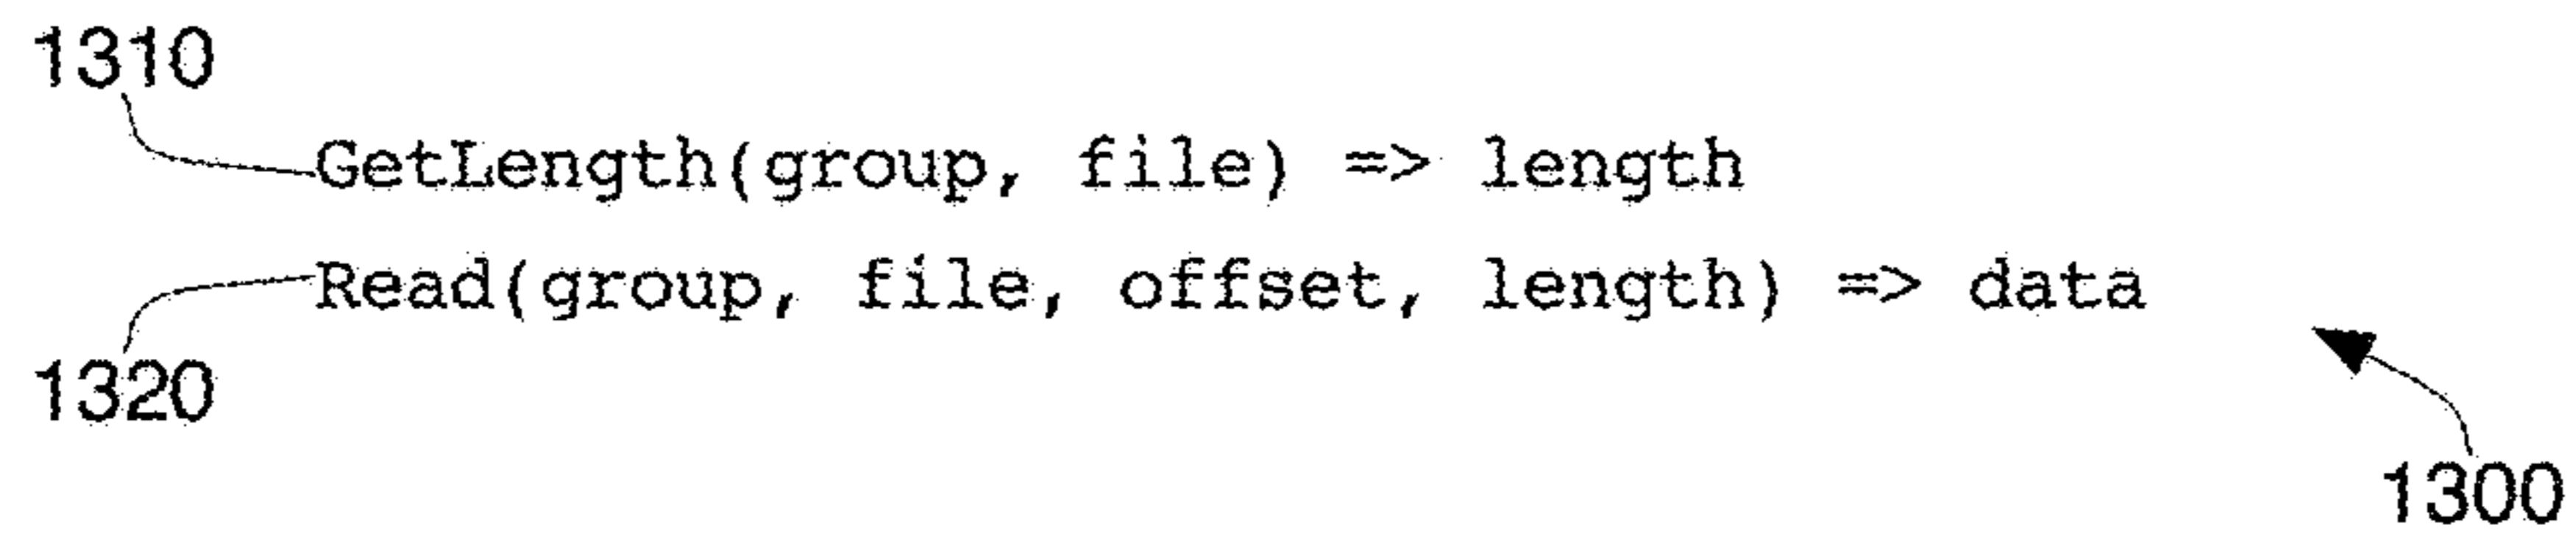 1310
GetLength(group, file) => length
Read(group, file, offset, length) => data
1320
1300